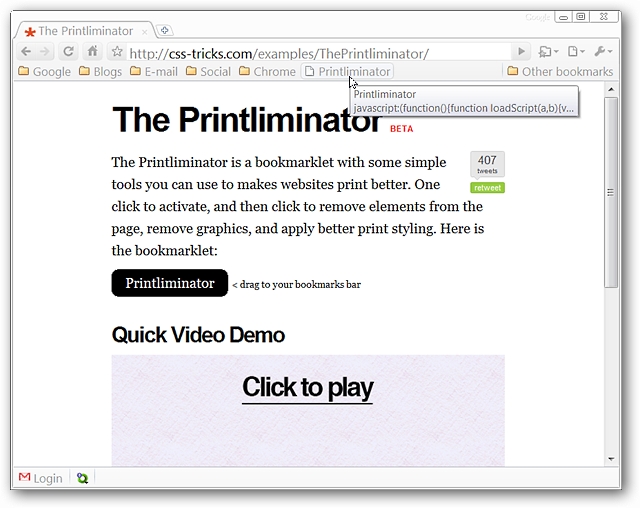 Google
The Printliminator
http://css-tricks.com/examples/ThePrintliminator/
Google Blogs E-mail Social Chrome Printliminator Other bookmarks
Printliminator
javascript:(function(){function loadScript(a,b){v...
The Printliminator BETA
The Printliminator is a bookmarklet with some simple
tools you can use to makes websites print better. One
click to activate, and then click to remove elements from the
page, remove graphics, and apply better print styling. Here is
the bookmarklet:
407
tweets
retweet
Printliminator < drag to your bookmarks bar
Quick Video Demo
Click to play
Login